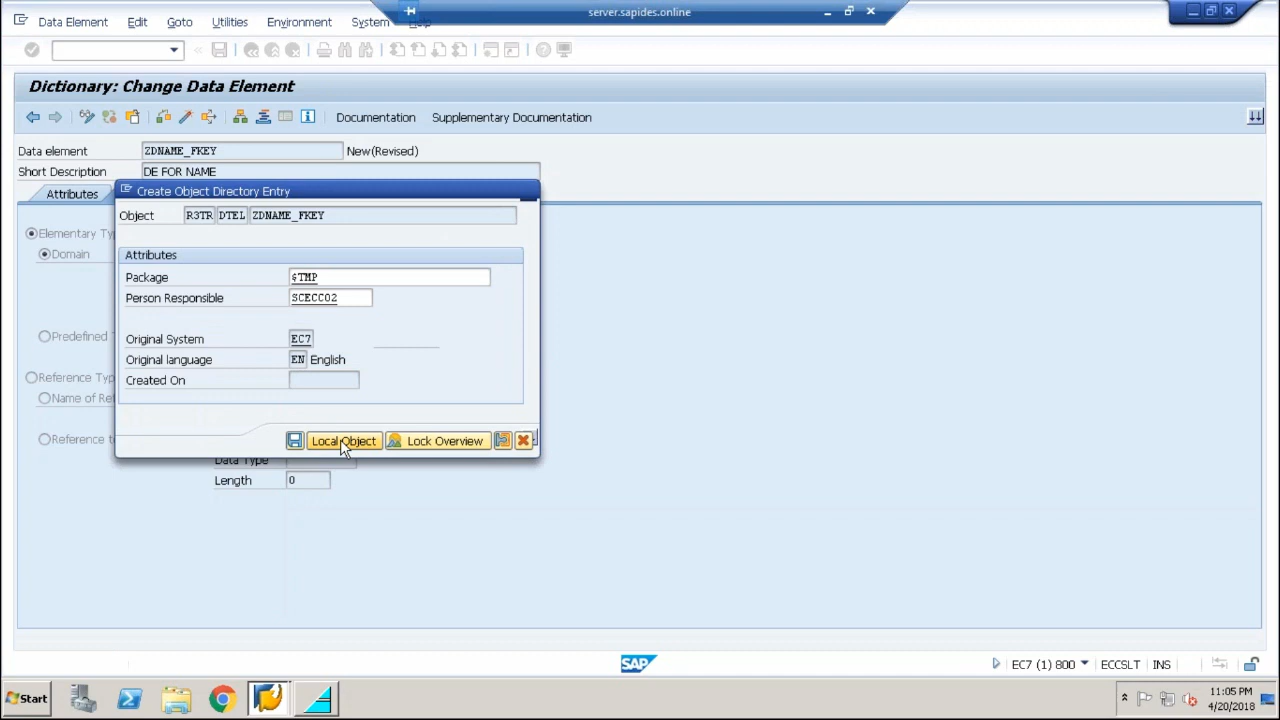 server.sapides.online
Data Element Edit Goto Utilities Environment System Help
Dictionary: Change Data Element
Documentation Supplementary Documentation
Data element ZDNAME_FKEY New(Revised)
Short Description DE FOR NAME
Attributes
Create Object Directory Entry
Object R3TR DTEL ZDNAME_FKEY
Elementary Ty
Domain
Attributes
Package $TMP
Person Responsible SCECC02
Predefined
Original System EC7
Original language EN English
Reference Typ
Created On
Name of Ref
Reference t
Local Object Lock Overview
Data Type
Length 0
SAP
EC7 (1) 800 ECCSLT INS
Start
11:05 PM
4/20/2018